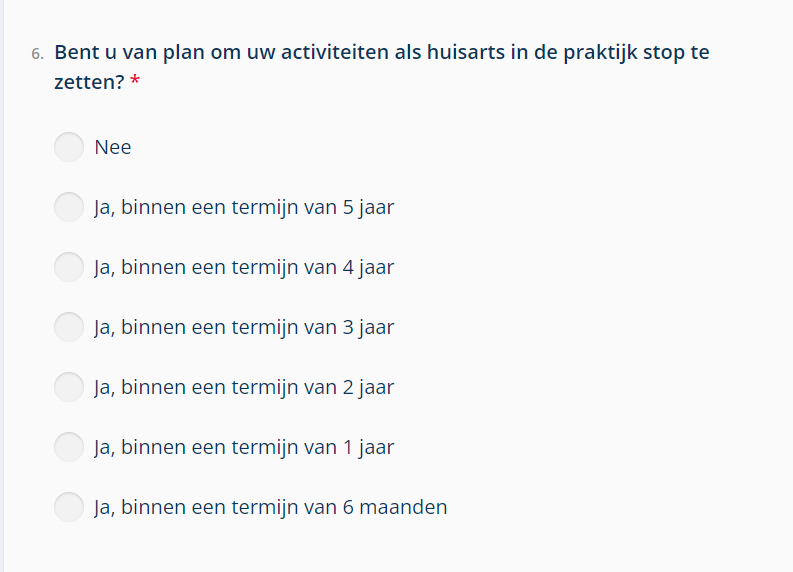 6. Bent u van plan om uw activiteiten als huisarts in de praktijk stop te
zetten? *
Nee
Ja, binnen een termijn van 5 jaar
Ja, binnen een termijn van 4 jaar
Ja, binnen een termijn van 3 jaar
Ja, binnen een termijn van 2 jaar
Ja, binnen een termijn van 1 jaar
Ja, binnen een termijn van 6 maanden